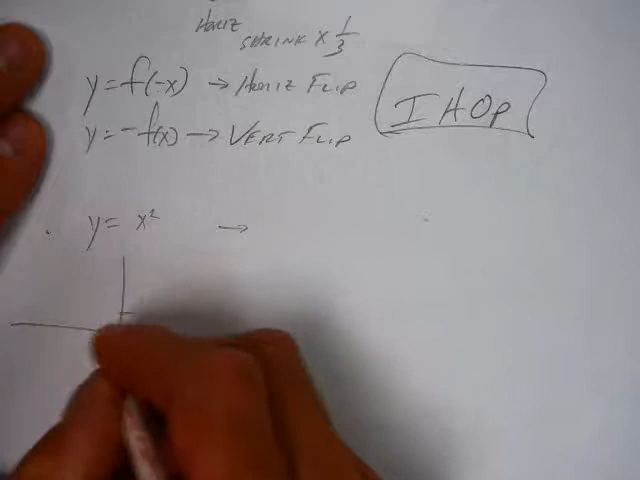 HORIZ
SHRINK x 1/3
y = f(-x) → HORIZ FLIP
y = -f(x) → VERT FLIP
IHOP
y = x² →